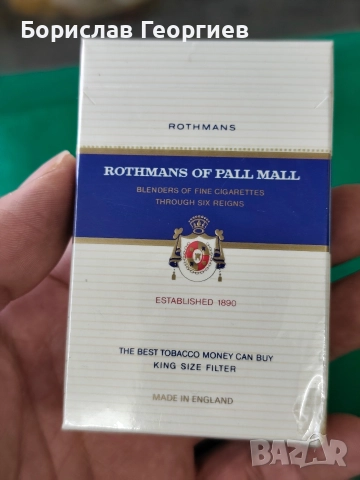 Борислав Георгиев
ROTHMANS
ROTHMANS OF PALL MALL
BLENDERS OF FINE CIGARETTES
THROUGH SIX REIGNS
ESTABLISHED 1890
THE BEST TOBACCO MONEY CAN BUY
KING SIZE FILTER
MADE IN ENGLAND
BAZAR